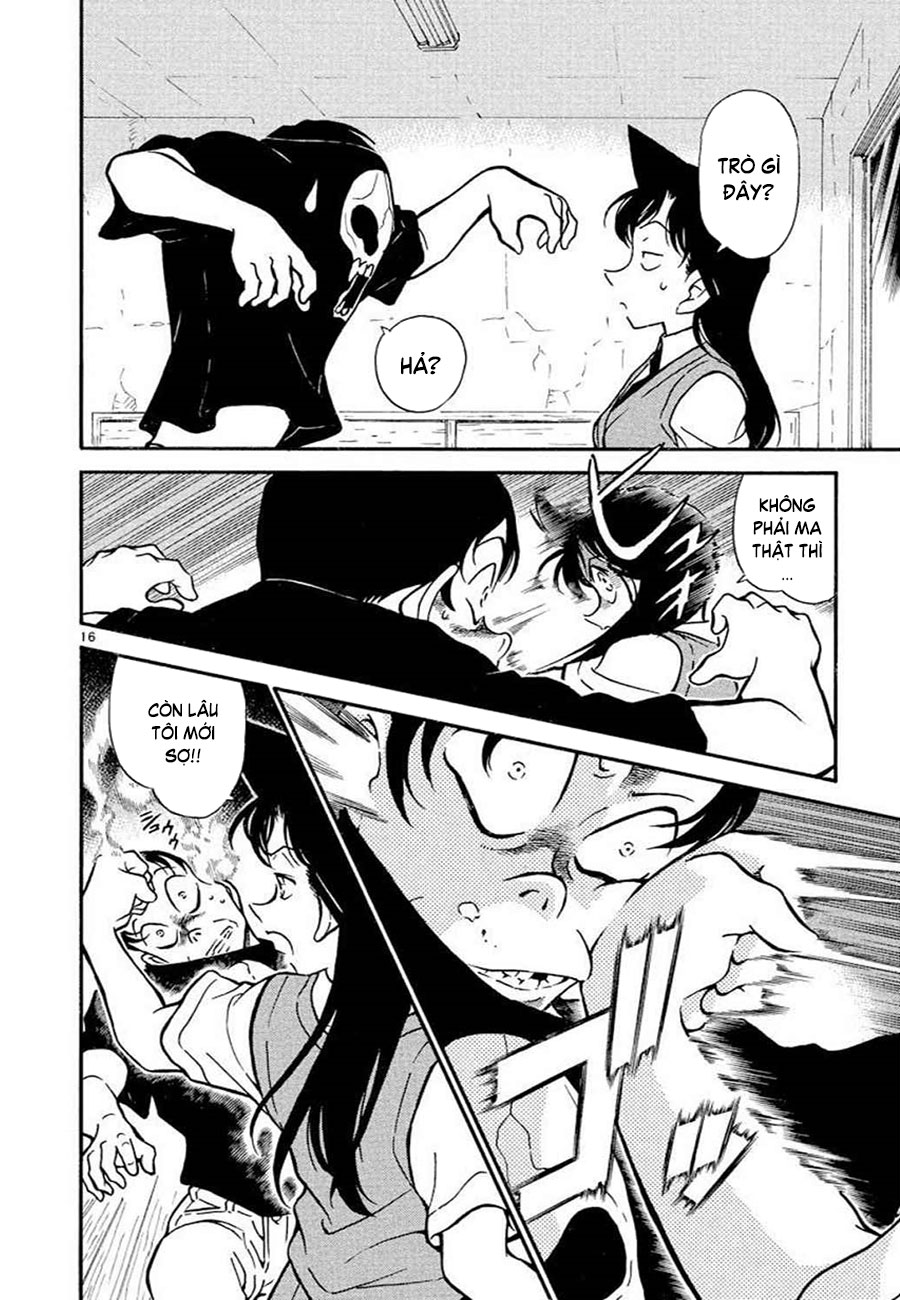 TRÒ GÌ
ĐÂY?
HẢ?
KHÔNG
PHẢI MA
THẬT THÌ
...
16
CÒN LÂU
TÔI MỚI
SỢ!!